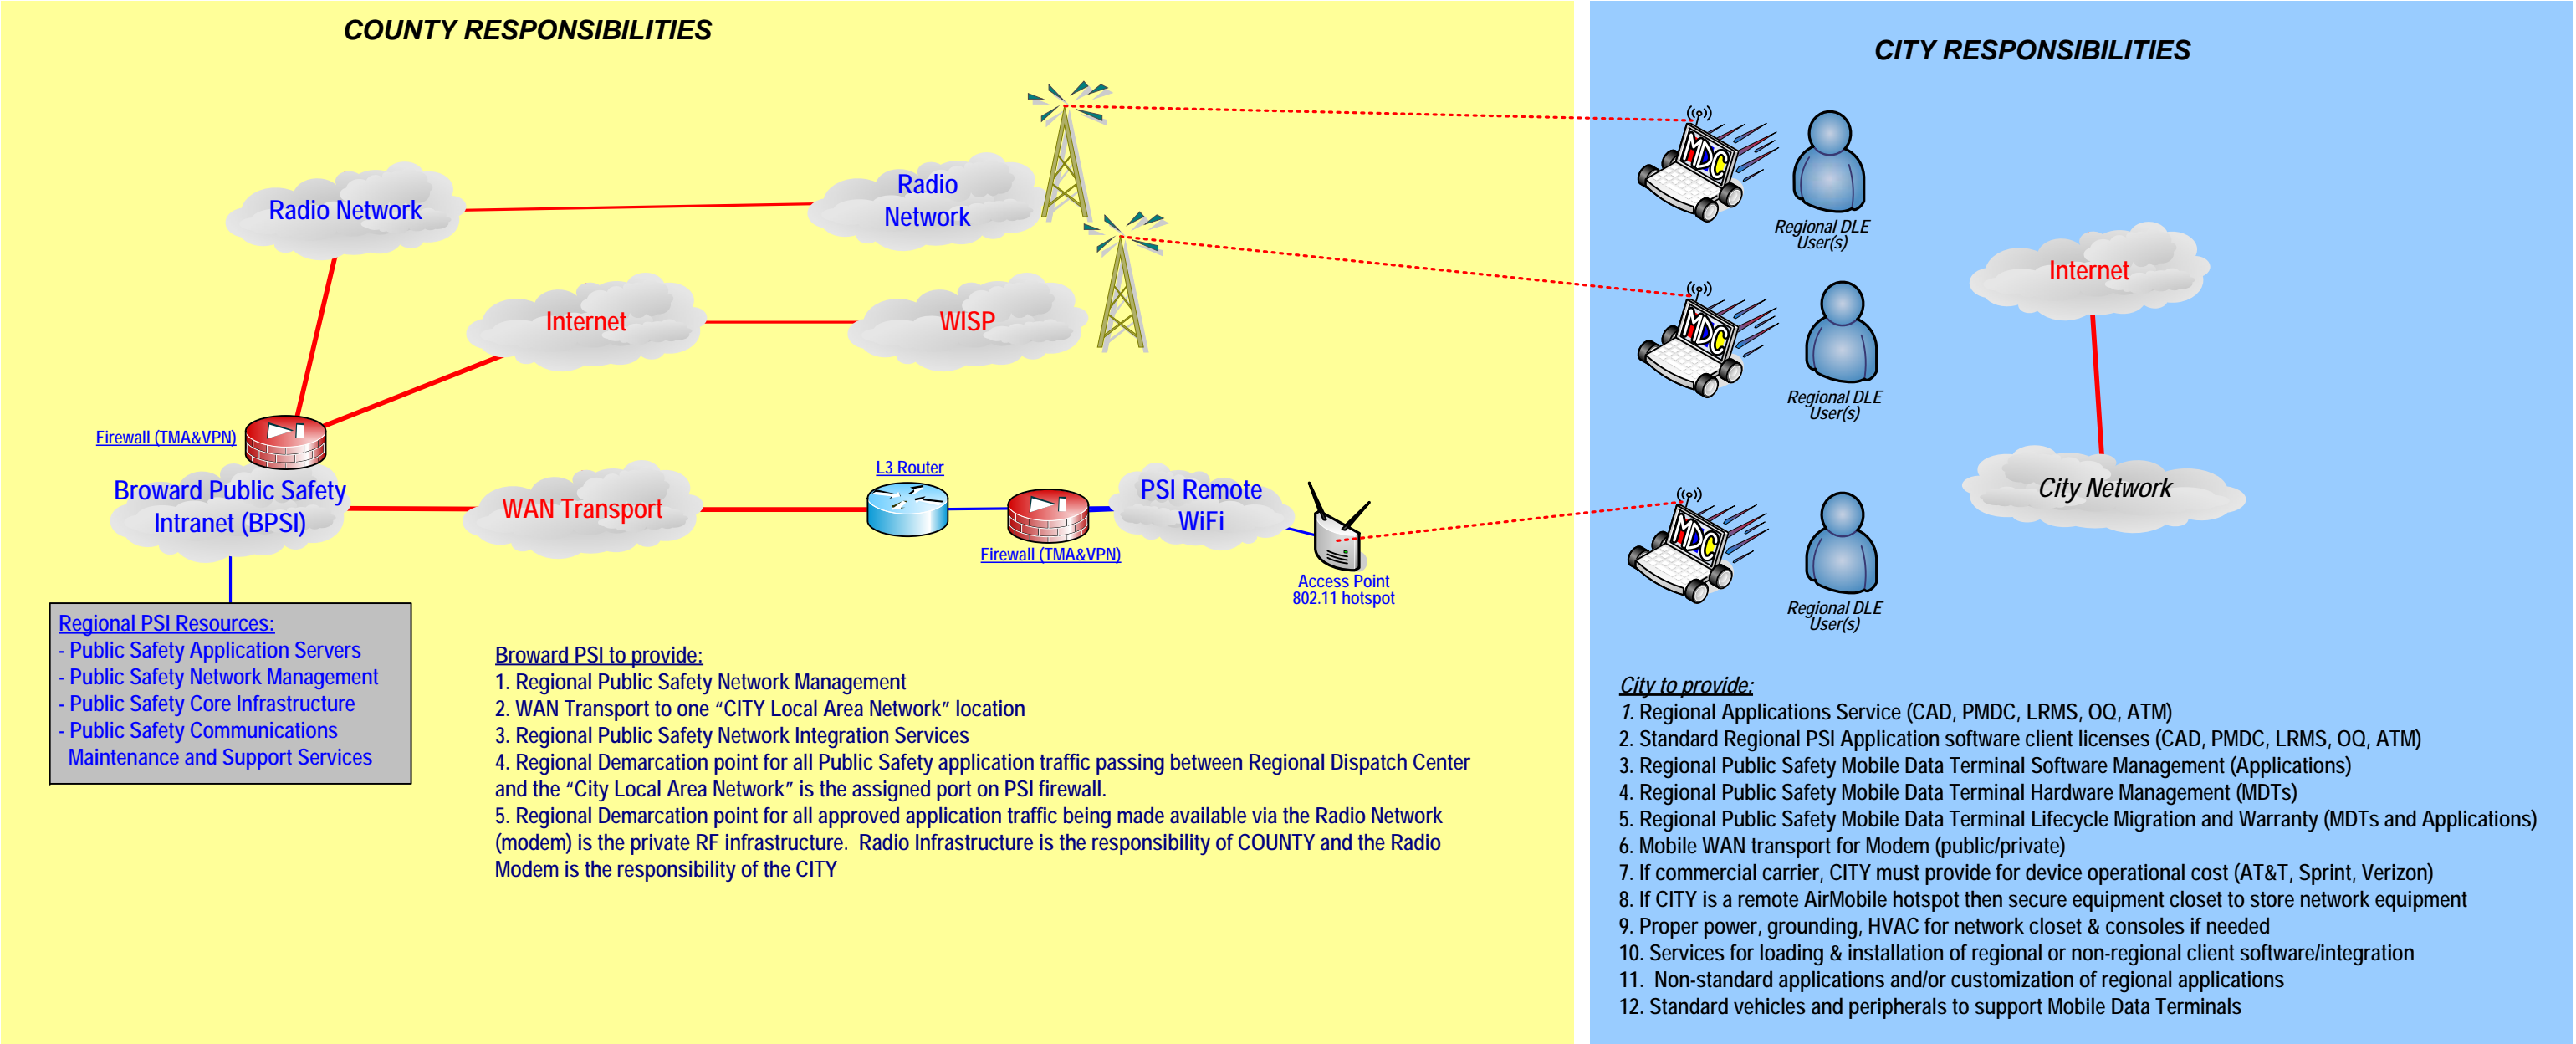 COUNTY RESPONSIBILITIES
CITY RESPONSIBILITIES
Radio Network
Radio
Network
MDC
Regional DLE
User(s)
Internet
WISP
MDC
Regional DLE
User(s)
Internet
Firewall (TMA&VPN)
Broward Public Safety
Intranet (BPSI)
WAN Transport
L3 Router
Firewall (TMA&VPN)
PSI Remote
WiFi
Access Point
802.11 hotspot
MDC
Regional DLE
User(s)
City Network
Regional PSI Resources:
- Public Safety Application Servers
- Public Safety Network Management
- Public Safety Core Infrastructure
- Public Safety Communications
Maintenance and Support Services
Broward PSI to provide:
1. Regional Public Safety Network Management
2. WAN Transport to one “CITY Local Area Network” location
3. Regional Public Safety Network Integration Services
4. Regional Demarcation point for all Public Safety application traffic passing between Regional Dispatch Center
and the “City Local Area Network” is the assigned port on PSI firewall.
5. Regional Demarcation point for all approved application traffic being made available via the Radio Network
(modem) is the private RF infrastructure.  Radio Infrastructure is the responsibility of COUNTY and the Radio
Modem is the responsibility of the CITY
City to provide:
1. Regional Applications Service (CAD, PMDC, LRMS, OQ, ATM)
2. Standard Regional PSI Application software client licenses (CAD, PMDC, LRMS, OQ, ATM)
3. Regional Public Safety Mobile Data Terminal Software Management (Applications)
4. Regional Public Safety Mobile Data Terminal Hardware Management (MDTs)
5. Regional Public Safety Mobile Data Terminal Lifecycle Migration and Warranty (MDTs and Applications)
6. Mobile WAN transport for Modem (public/private)
7. If commercial carrier, CITY must provide for device operational cost (AT&T, Sprint, Verizon)
8. If CITY is a remote AirMobile hotspot then secure equipment closet to store network equipment
9. Proper power, grounding, HVAC for network closet & consoles if needed
10. Services for loading & installation of regional or non-regional client software/integration
11.  Non-standard applications and/or customization of regional applications
12. Standard vehicles and peripherals to support Mobile Data Terminals